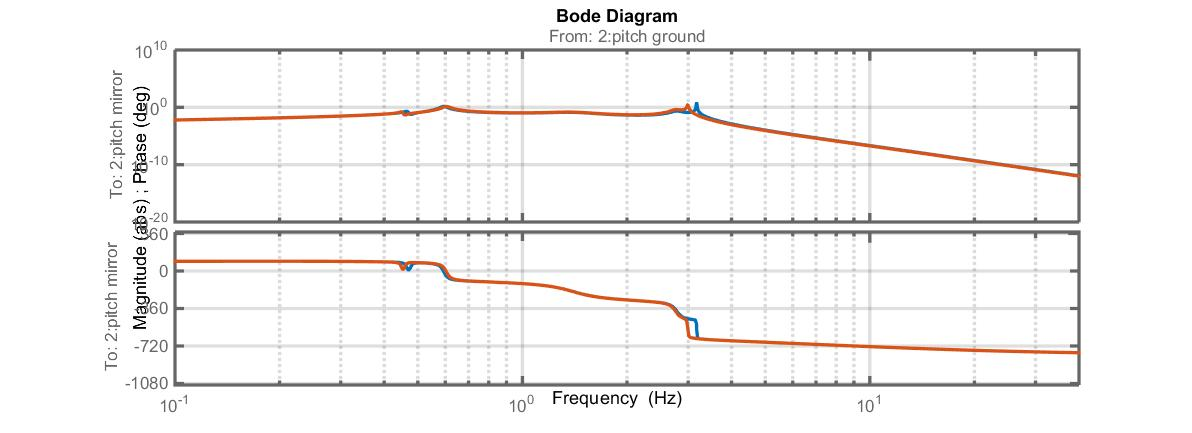 Bode Diagram
From: 2:pitch ground
10^10
10^0
10^-10
10^-20
To: 2:pitch mirror
Magnitude (abs) ; Phase (deg)
To: 2:pitch mirror
360
0
-360
-720
-1080
10^-1
10^0
10^1
Frequency (Hz)